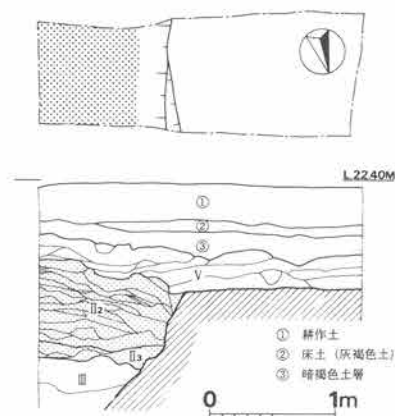 L.22.40M
①
②
③
V
Ⅱ2
Ⅱ3
Ⅲ
① 耕作土
② 床土（灰褐色土）
③ 暗褐色土層
0 1m